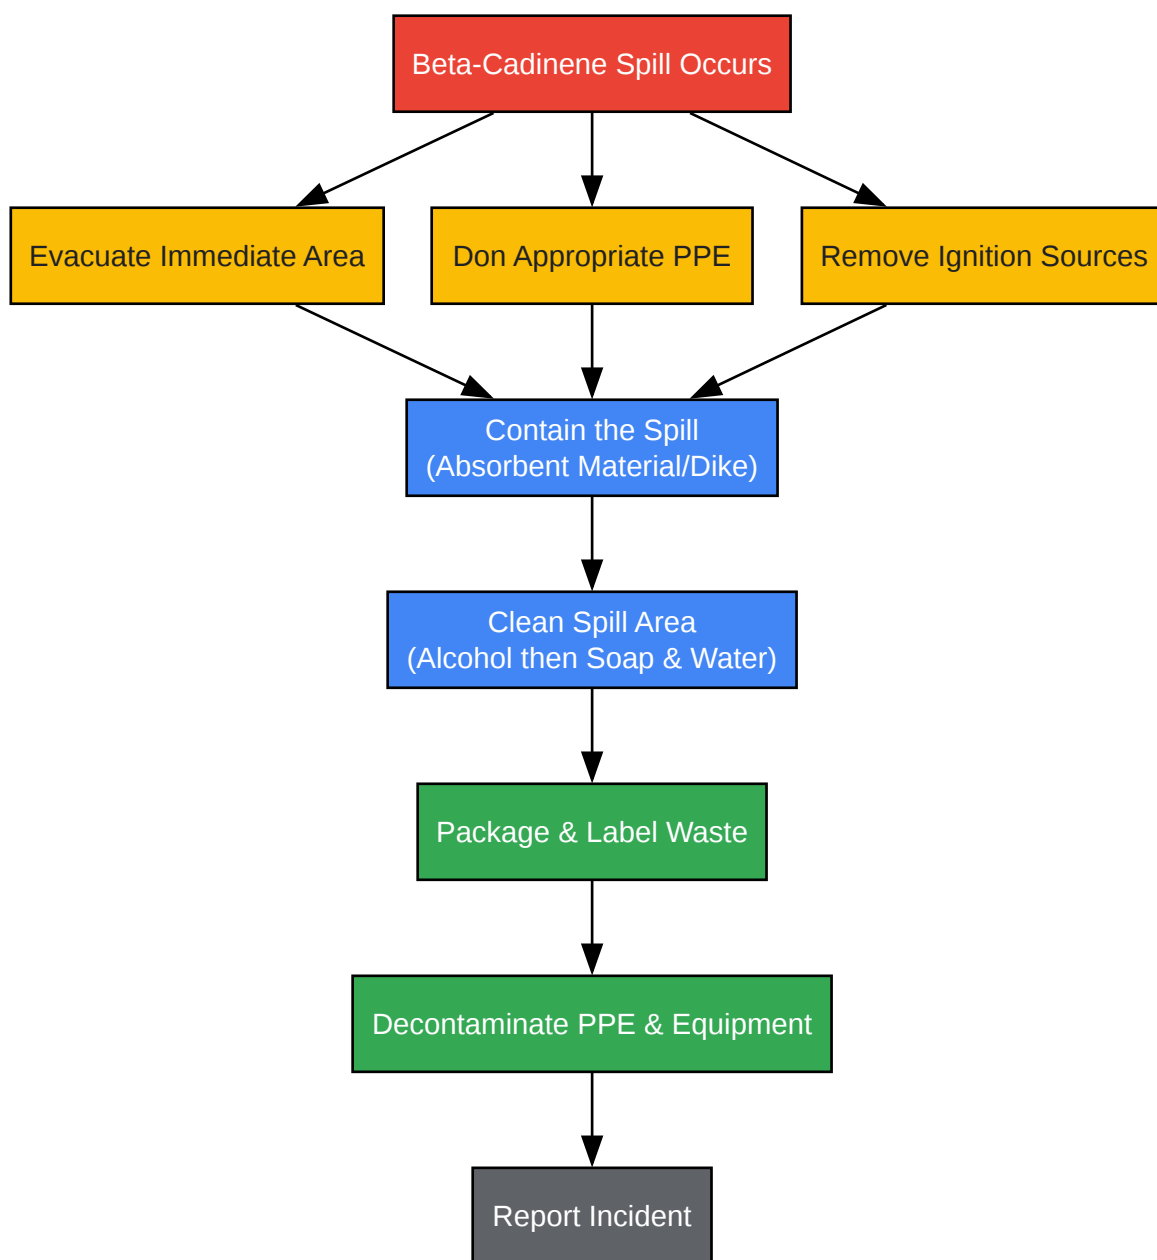 Beta-Cadinene Spill Occurs
Evacuate Immediate Area
Don Appropriate PPE
Remove Ignition Sources
Contain the Spill
(Absorbent Material/Dike)
Clean Spill Area
(Alcohol then Soap & Water)
Package & Label Waste
Decontaminate PPE & Equipment
Report Incident